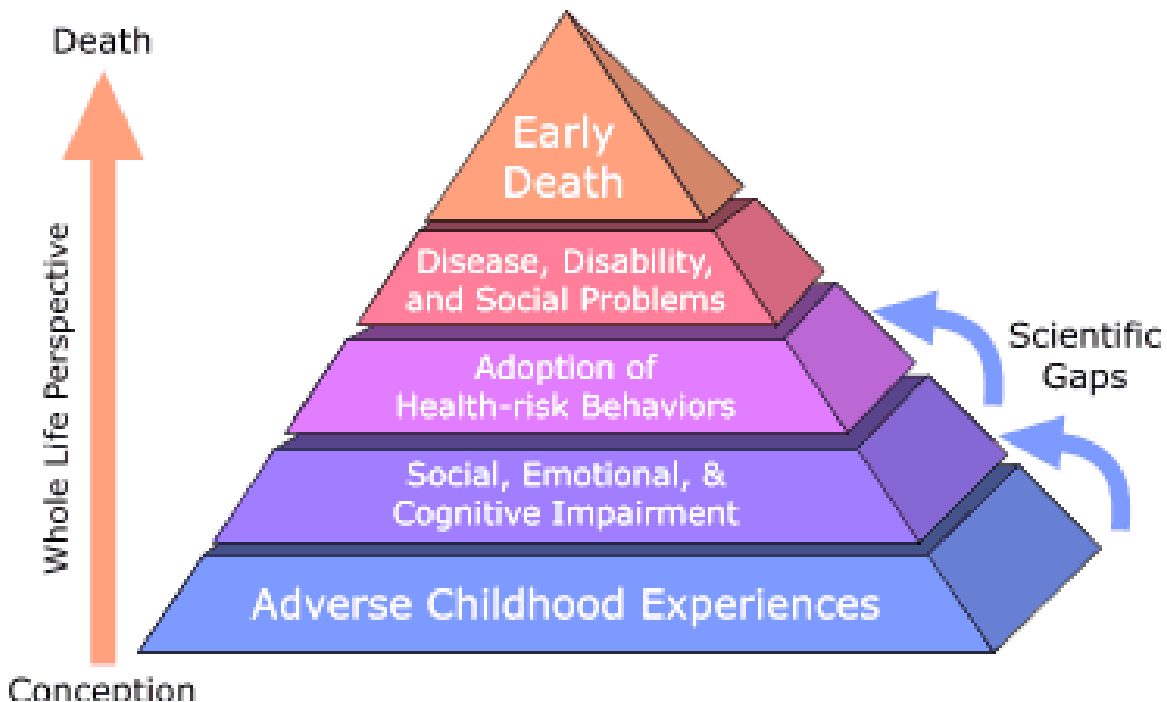 Death
Whole Life Perspective
Conception
Early
Death
Disease, Disability,
and Social Problems
Adoption of
Health-risk Behaviors
Social, Emotional, &
Cognitive Impairment
Adverse Childhood Experiences
Scientific
Gaps